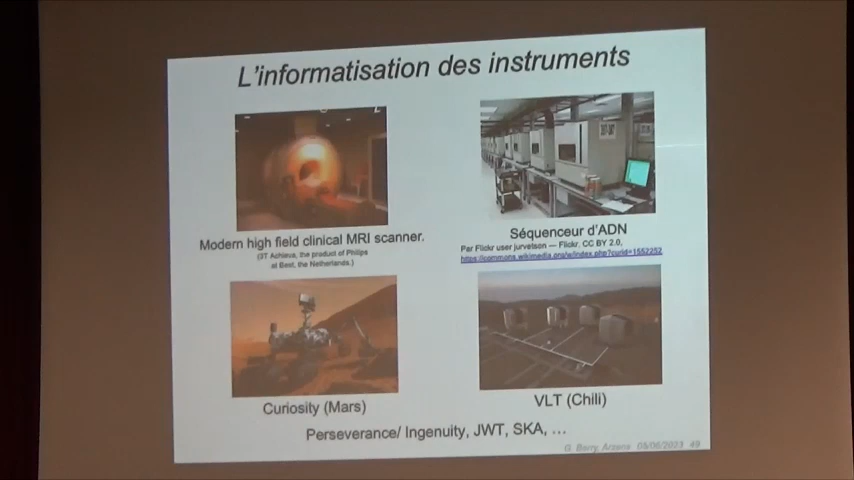 L'informatisation des instruments
Modern high field clinical MRI scanner.
(3T Achieva, the product of Philips
at Best, the Netherlands.)
Séquenceur d'ADN
Par Flickr user jurvetson — Flickr, CC BY 2.0,
https://commons.wikimedia.org/w/index.php?curid=1552252
Curiosity (Mars)
VLT (Chili)
Perseverance/ Ingenuity, JWT, SKA, ...
G. Berry, 05/06/2023 49